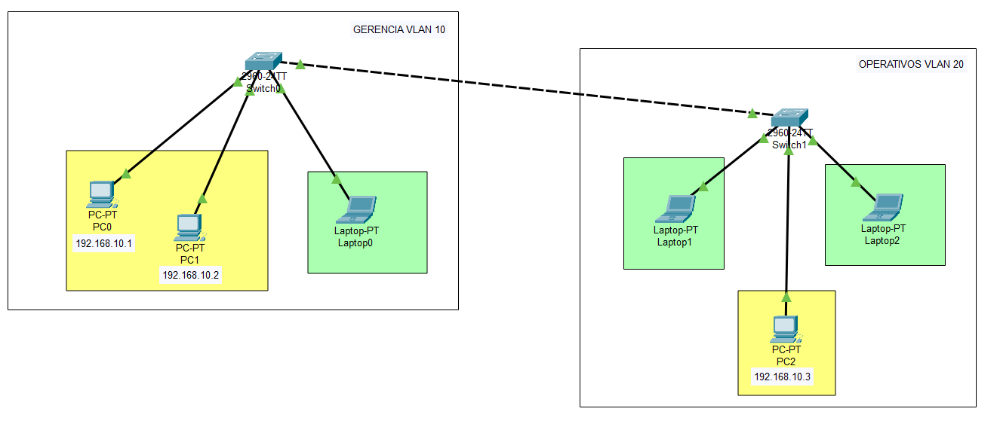 GERENCIA VLAN 10
2960-24TT
Switch0
PC-PT
PC0
192.168.10.1
PC-PT
PC1
192.168.10.2
Laptop-PT
Laptop0
OPERATIVOS VLAN 20
2960-24TT
Switch1
Laptop-PT
Laptop1
Laptop-PT
Laptop2
PC-PT
PC2
192.168.10.3